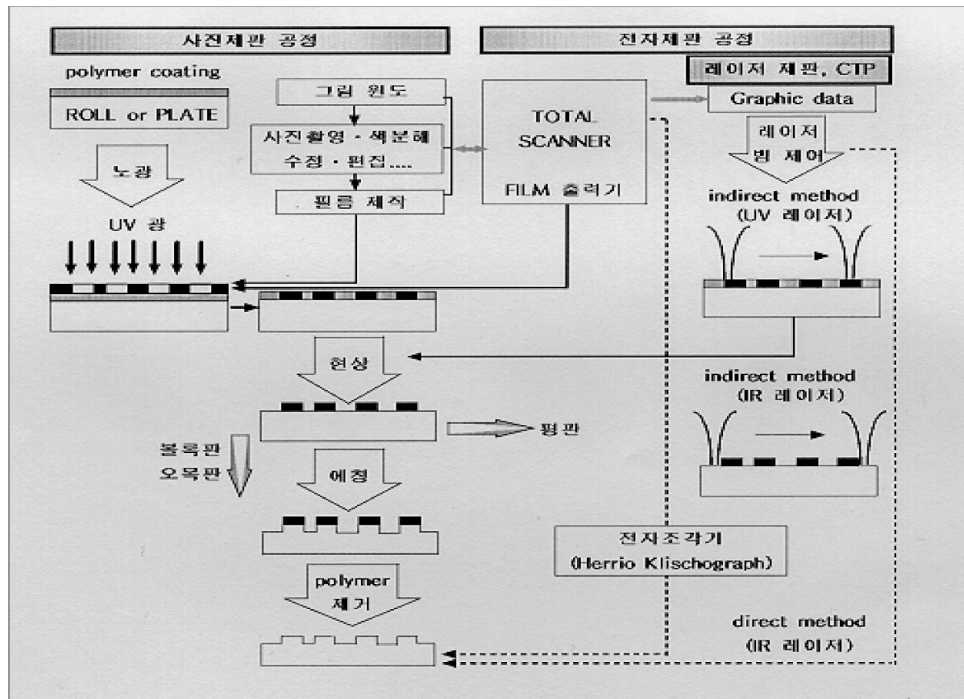 사진제판 공정
전자제판 공정
레이저 재판, CTP
polymer coating
ROLL or PLATE
그림 원도
사진촬영·색분해
수정·편집....
필름 제작
TOTAL
SCANNER
FILM 출력기
Graphic data
레이저
빔 제어
노광
UV 광
indirect method
(UV 레이저)
현상
indirect method
(IR 레이저)
평판
볼록판
오목판
에칭
전자조각기
(Herrio Klischograph)
polymer
제거
direct method
(IR 레이저)